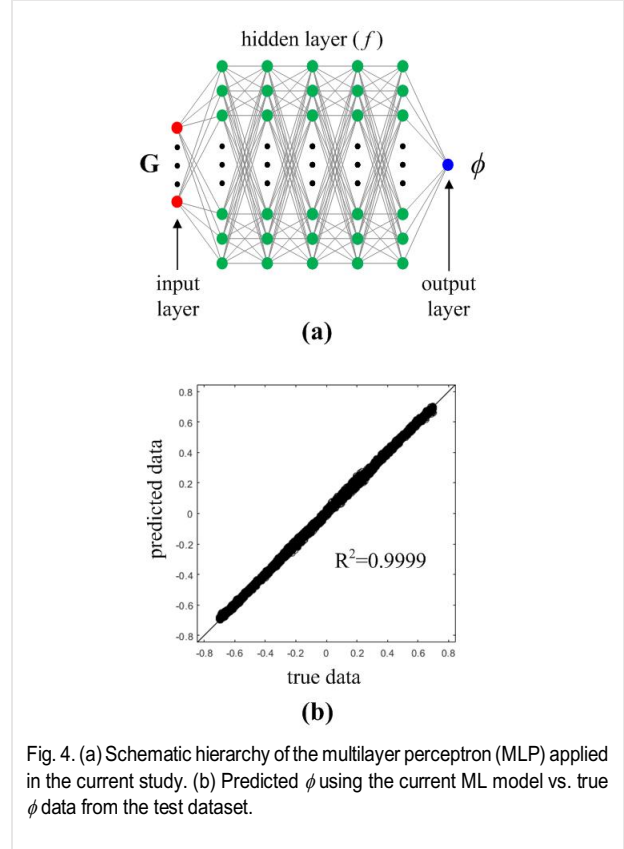 hidden layer (f)
G
ϕ
input
layer
output
layer
(a)
0.8
0.6
0.4
0.2
0
-0.2
-0.4
-0.6
-0.8
predicted data
R²=0.9999
-0.8 -0.6 -0.4 -0.2 0 0.2 0.4 0.6 0.8
true data
(b)
Fig. 4. (a) Schematic hierarchy of the multilayer perceptron (MLP) applied
in the current study. (b) Predicted ϕ using the current ML model vs. true
ϕ data from the test dataset.